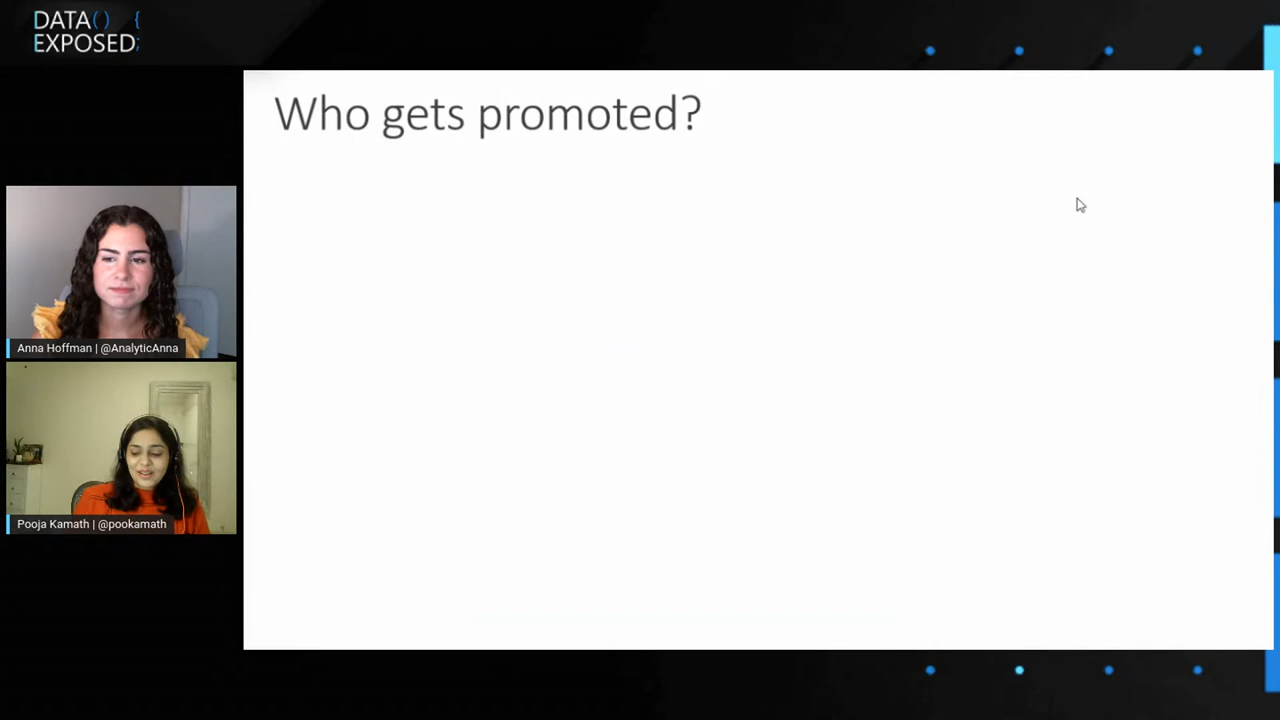 DATA() {
EXPOSED;
Who gets promoted?
Anna Hoffman | @AnalyticAnna
Pooja Kamath | @pookamath